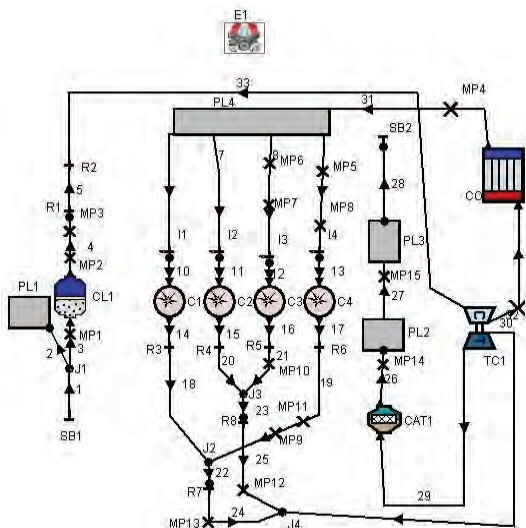 E1
33
MP4
PL4
31
SB2
7
8
MP6
MP5
R2
5
28
R1
MP3
MP7
MP8
CO
4
I1
I2
I3
I4
PL3
MP2
10
11
12
13
MP15
PL1
CL1
27
C1
C2
C3
C4
30
MP1
14
15
16
17
PL2
2
3
R3
R4
R5
R6
TC1
J1
20
21
MP10
MP14
26
1
18
19
J3
23
MP11
CAT1
SB1
R8
MP9
J2
25
22
MP12
29
R7
24
MP13
J4